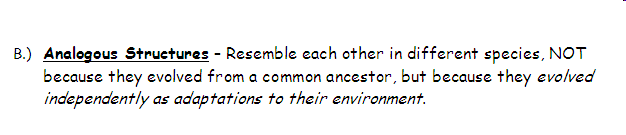 B.) Analogous Structures - Resemble each other in different species, NOT
because they evolved from a common ancestor, but because they evolved
independently as adaptations to their environment.